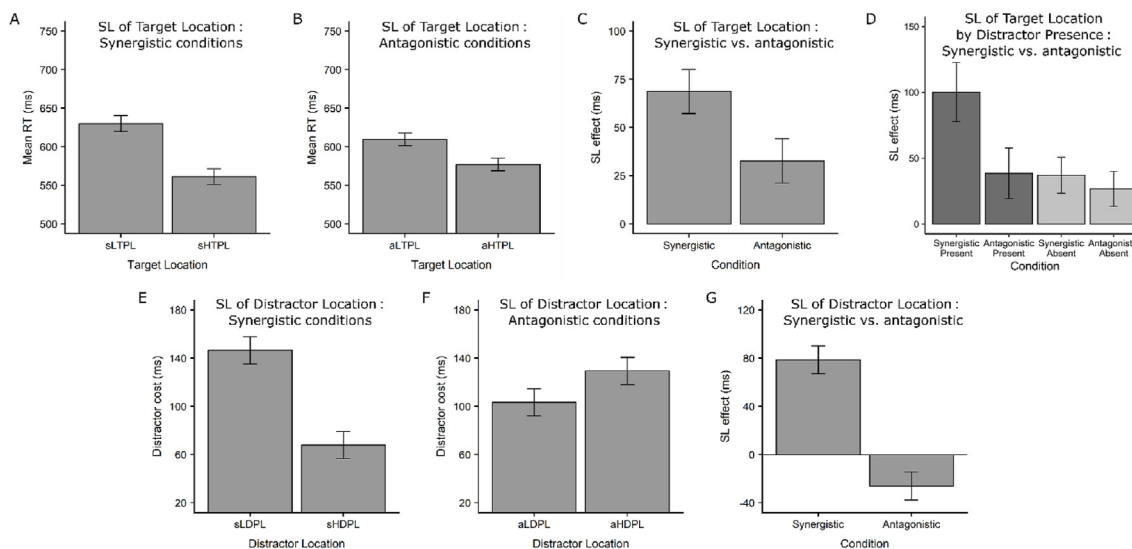 A
SL of Target Location :
Synergistic conditions
750
700
650
600
550
500
Mean RT (ms)
sLTPL
sHTPL
Target Location
B
SL of Target Location :
Antagonistic conditions
750
700
650
600
550
500
Mean RT (ms)
aLTPL
aHTPL
Target Location
C
SL of Target Location :
Synergistic vs. antagonistic
100
75
50
25
0
SL effect (ms)
Synergistic
Antagonistic
Condition
D
SL of Target Location
by Distractor Presence :
Synergistic vs. antagonistic
150
100
50
0
SL effect (ms)
Synergistic Antagonistic Synergistic Antagonistic
Present Present Absent Absent
Condition
E
SL of Distractor Location :
Synergistic conditions
180
140
100
60
20
Distractor cost (ms)
sLDPL
sHDPL
Distractor Location
F
SL of Distractor Location :
Antagonistic conditions
180
140
100
60
20
Distractor cost (ms)
aLDPL
aHDPL
Distractor Location
G
SL of Distractor Location :
Synergistic vs. antagonistic
120
80
40
0
-40
SL effect (ms)
Synergistic
Antagonistic
Condition